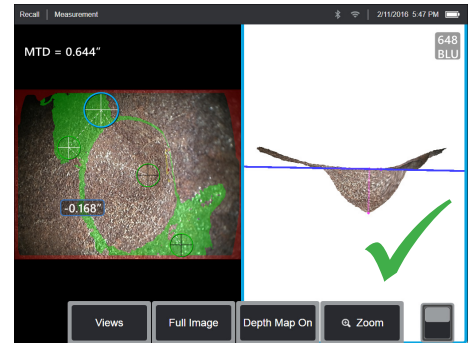 Recall | Measurement
2/11/2016 5:47 PM
MTD = 0.644"
648
BLU
-0.168"
Views
Full Image
Depth Map On
Zoom